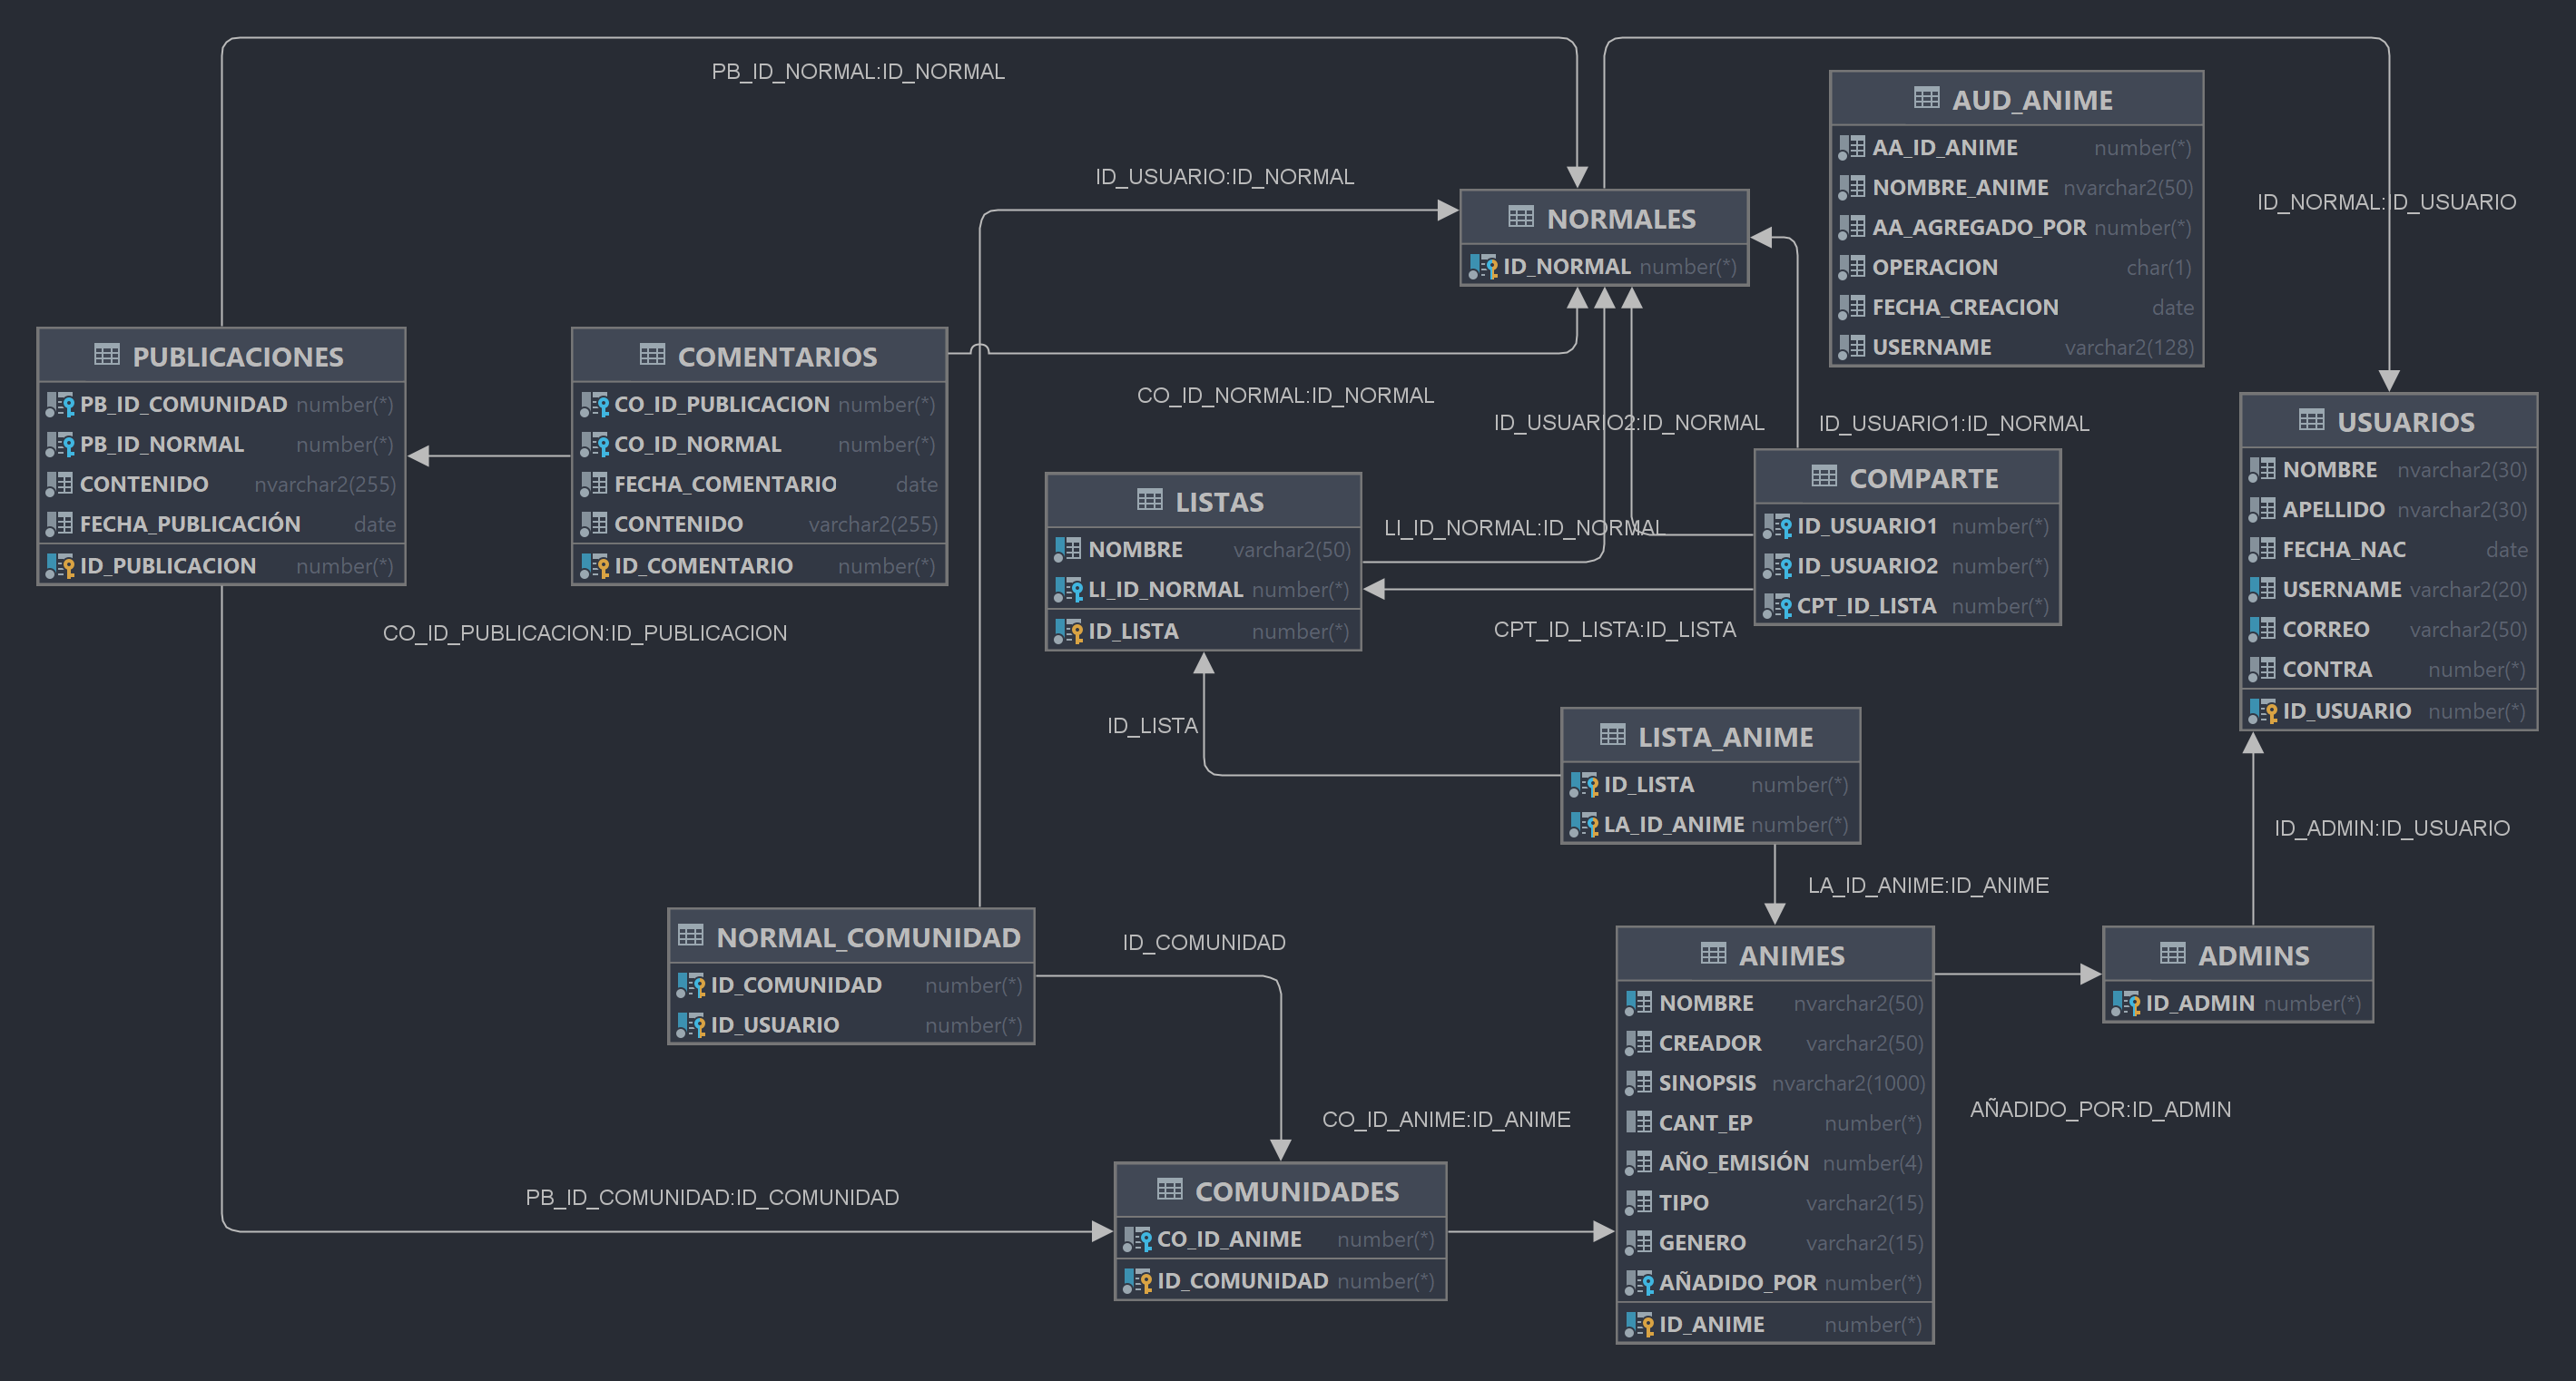 PB_ID_NORMAL:ID_NORMAL
ID_USUARIO:ID_NORMAL
NORMALES
ID_NORMAL number(*)
AUD_ANIME
AA_ID_ANIME number(*)
NOMBRE_ANIME nvarchar2(50)
AA_AGREGADO_POR number(*)
OPERACION char(1)
FECHA_CREACION date
USERNAME varchar2(128)
ID_NORMAL:ID_USUARIO
PUBLICACIONES
PB_ID_COMUNIDAD number(*)
PB_ID_NORMAL number(*)
CONTENIDO nvarchar2(255)
FECHA_PUBLICACIÓN date
ID_PUBLICACION number(*)
COMENTARIOS
CO_ID_PUBLICACION number(*)
CO_ID_NORMAL number(*)
FECHA_COMENTARIO date
CONTENIDO varchar2(255)
ID_COMENTARIO number(*)
CO_ID_NORMAL:ID_NORMAL
ID_USUARIO2:ID_NORMAL
ID_USUARIO1:ID_NORMAL
LISTAS
NOMBRE varchar2(50)
LI_ID_NORMAL number(*)
ID_LISTA number(*)
LI_ID_NORMAL:ID_NORMAL
COMPARTE
ID_USUARIO1 number(*)
ID_USUARIO2 number(*)
CPT_ID_LISTA number(*)
CPT_ID_LISTA:ID_LISTA
USUARIOS
NOMBRE nvarchar2(30)
APELLIDO nvarchar2(30)
FECHA_NAC date
USERNAME varchar2(20)
CORREO varchar2(50)
CONTRA number(*)
ID_USUARIO number(*)
CO_ID_PUBLICACION:ID_PUBLICACION
ID_LISTA
LISTA_ANIME
ID_LISTA number(*)
LA_ID_ANIME number(*)
ID_ADMIN:ID_USUARIO
LA_ID_ANIME:ID_ANIME
NORMAL_COMUNIDAD
ID_COMUNIDAD number(*)
ID_USUARIO number(*)
ID_COMUNIDAD
ANIMES
NOMBRE nvarchar2(50)
CREADOR varchar2(50)
SINOPSIS nvarchar2(1000)
CANT_EP number(*)
AÑO_EMISIÓN number(4)
TIPO varchar2(15)
GENERO varchar2(15)
AÑADIDO_POR number(*)
ID_ANIME number(*)
ADMINS
ID_ADMIN number(*)
AÑADIDO_POR:ID_ADMIN
CO_ID_ANIME:ID_ANIME
PB_ID_COMUNIDAD:ID_COMUNIDAD
COMUNIDADES
CO_ID_ANIME number(*)
ID_COMUNIDAD number(*)